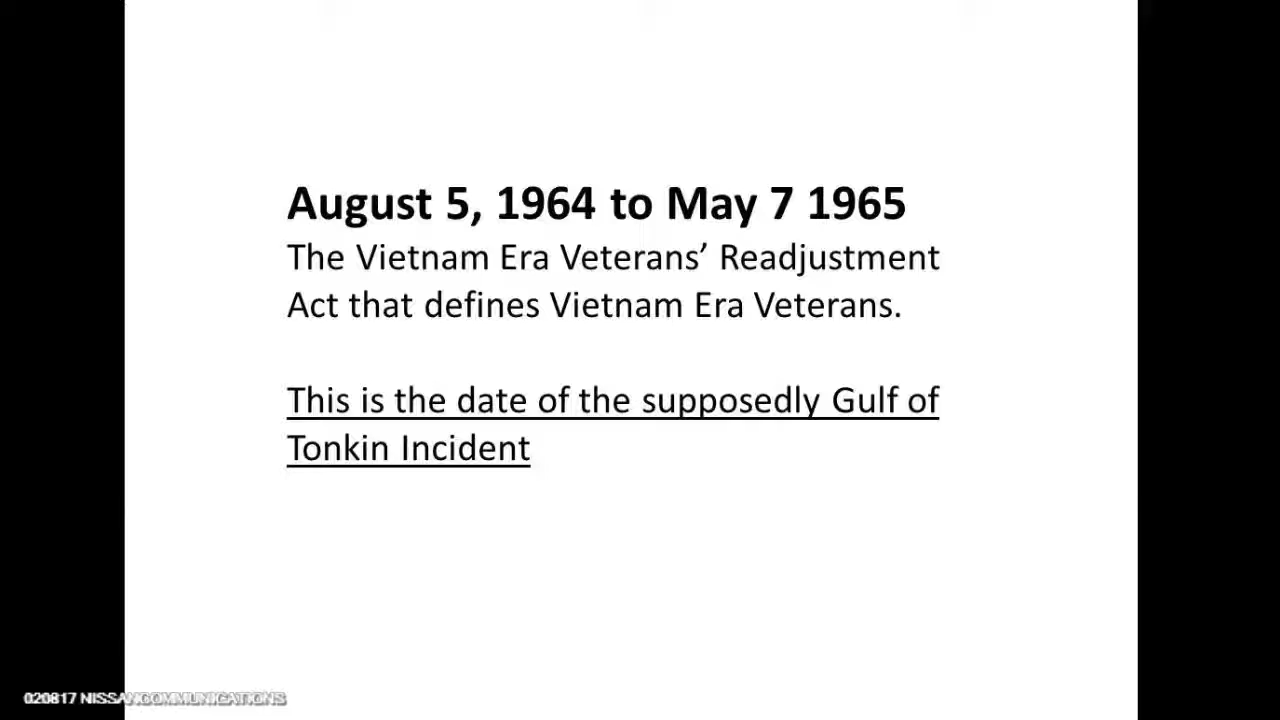 August 5, 1964 to May 7 1965
The Vietnam Era Veterans’ Readjustment
Act that defines Vietnam Era Veterans.
This is the date of the supposedly Gulf of
Tonkin Incident
020817 NISSANCOMMUNICATIONS